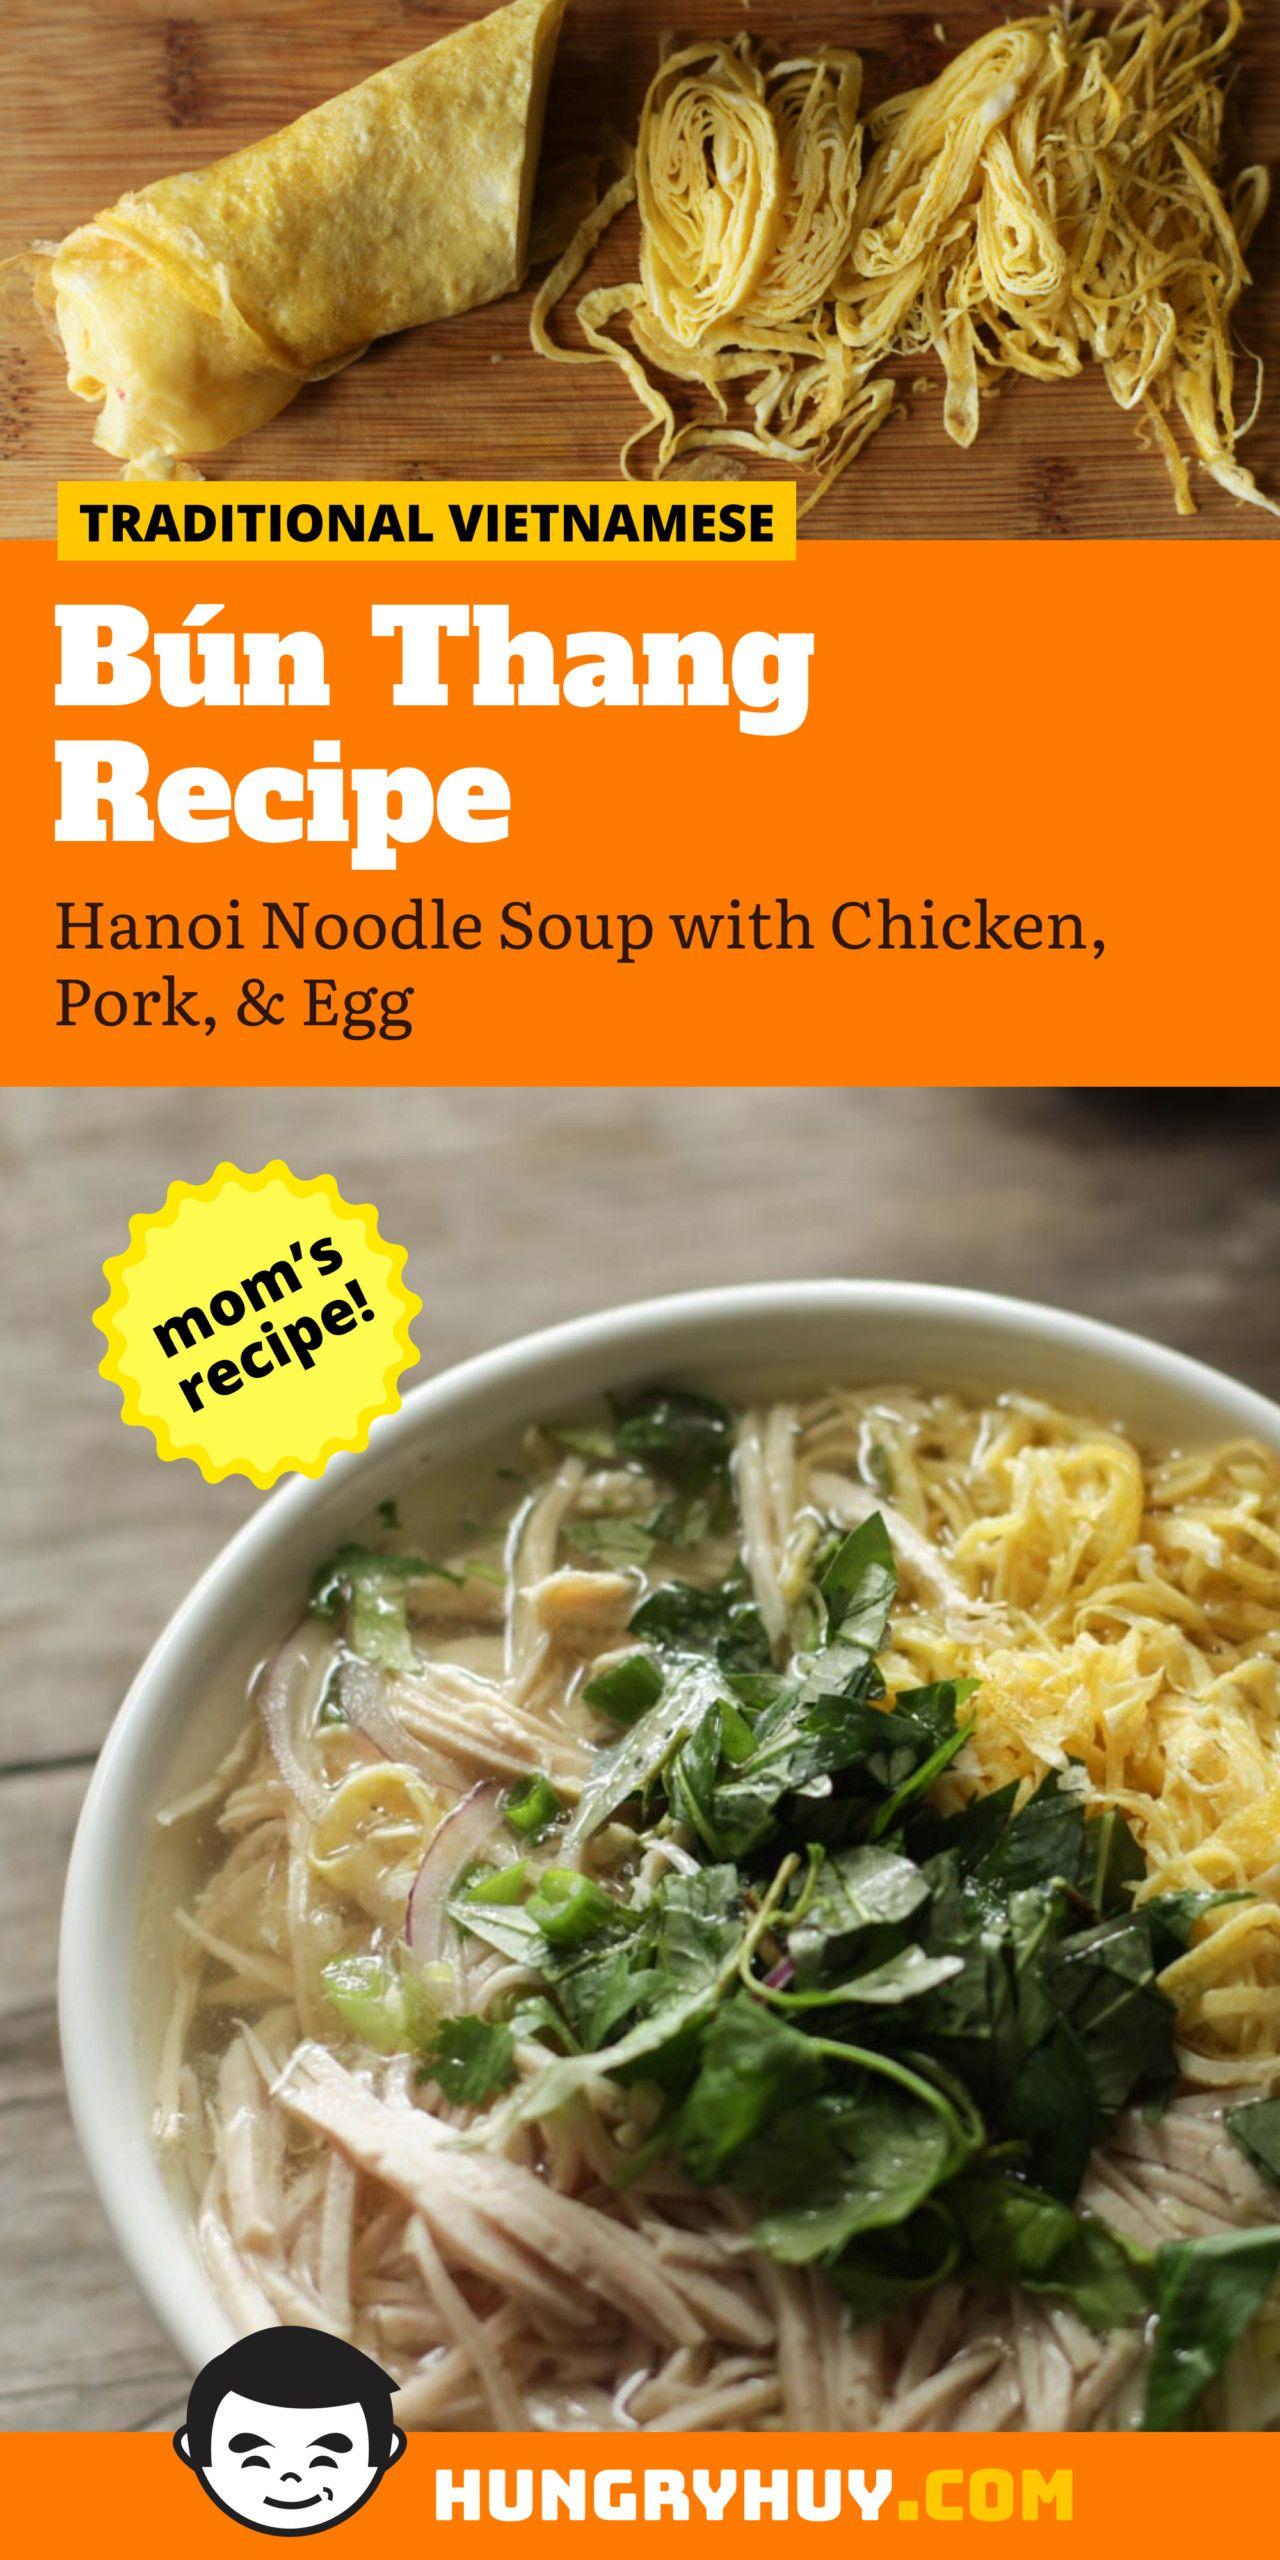 TRADITIONAL VIETNAMESE
Bún Thang
Recipe
Hanoi Noodle Soup with Chicken,
Pork, & Egg
mom's
recipe!
HUNGRYHUY.COM